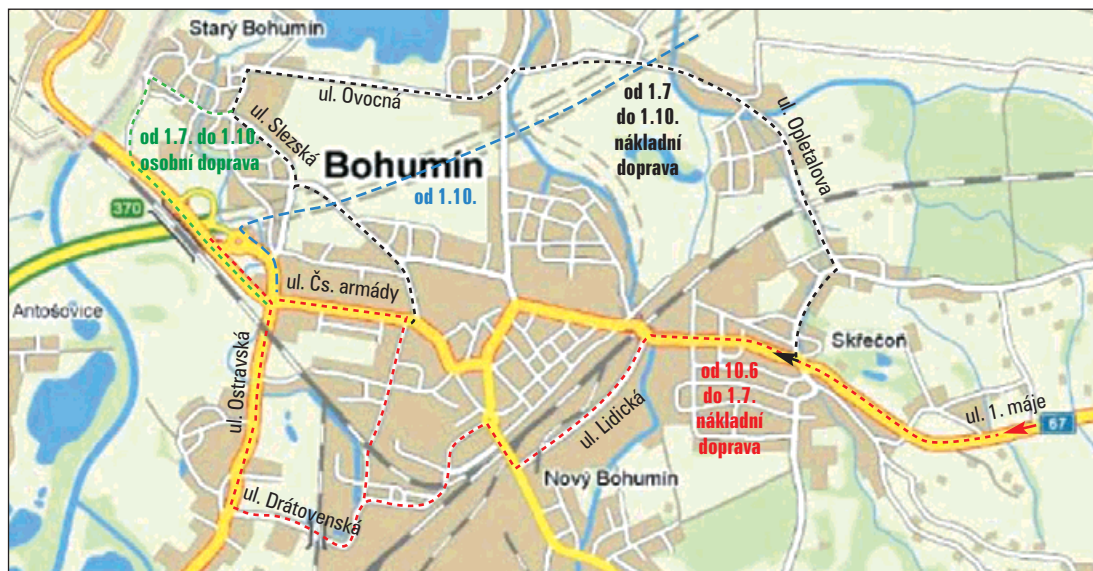 Starý Bohumín
ul. Ovocná
ul. Slezská
od 1.7. do 1.10.
osobní doprava
Bohumín
od 1.10.
od 1.7
do 1.10.
nákladní
doprava
ul. Opletalova
370
ul. Čs. armády
Antošovice
ul. Ostravská
Skřečoň
od 10.6
do 1.7.
nákladní
doprava
ul. Lidická
ul. 1. máje
67
Nový Bohumín
ul. Drátovenská